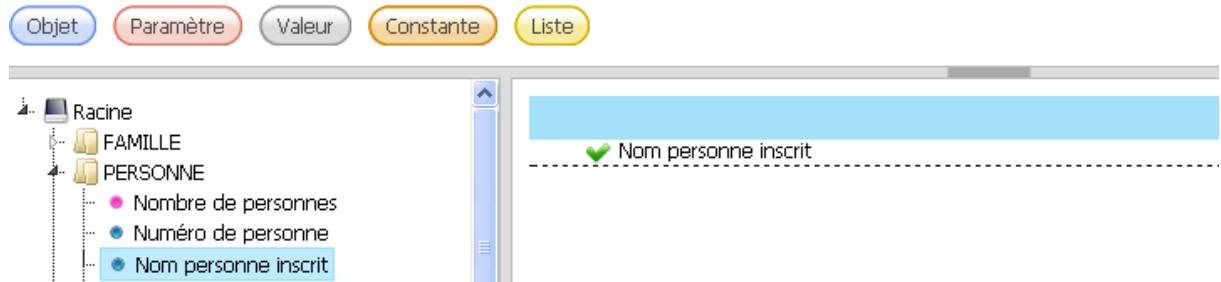 Objet Paramètre Valeur Constante Liste
Racine
FAMILLE
PERSONNE
Nombre de personnes
Numéro de personne
Nom personne inscrit
Nom personne inscrit